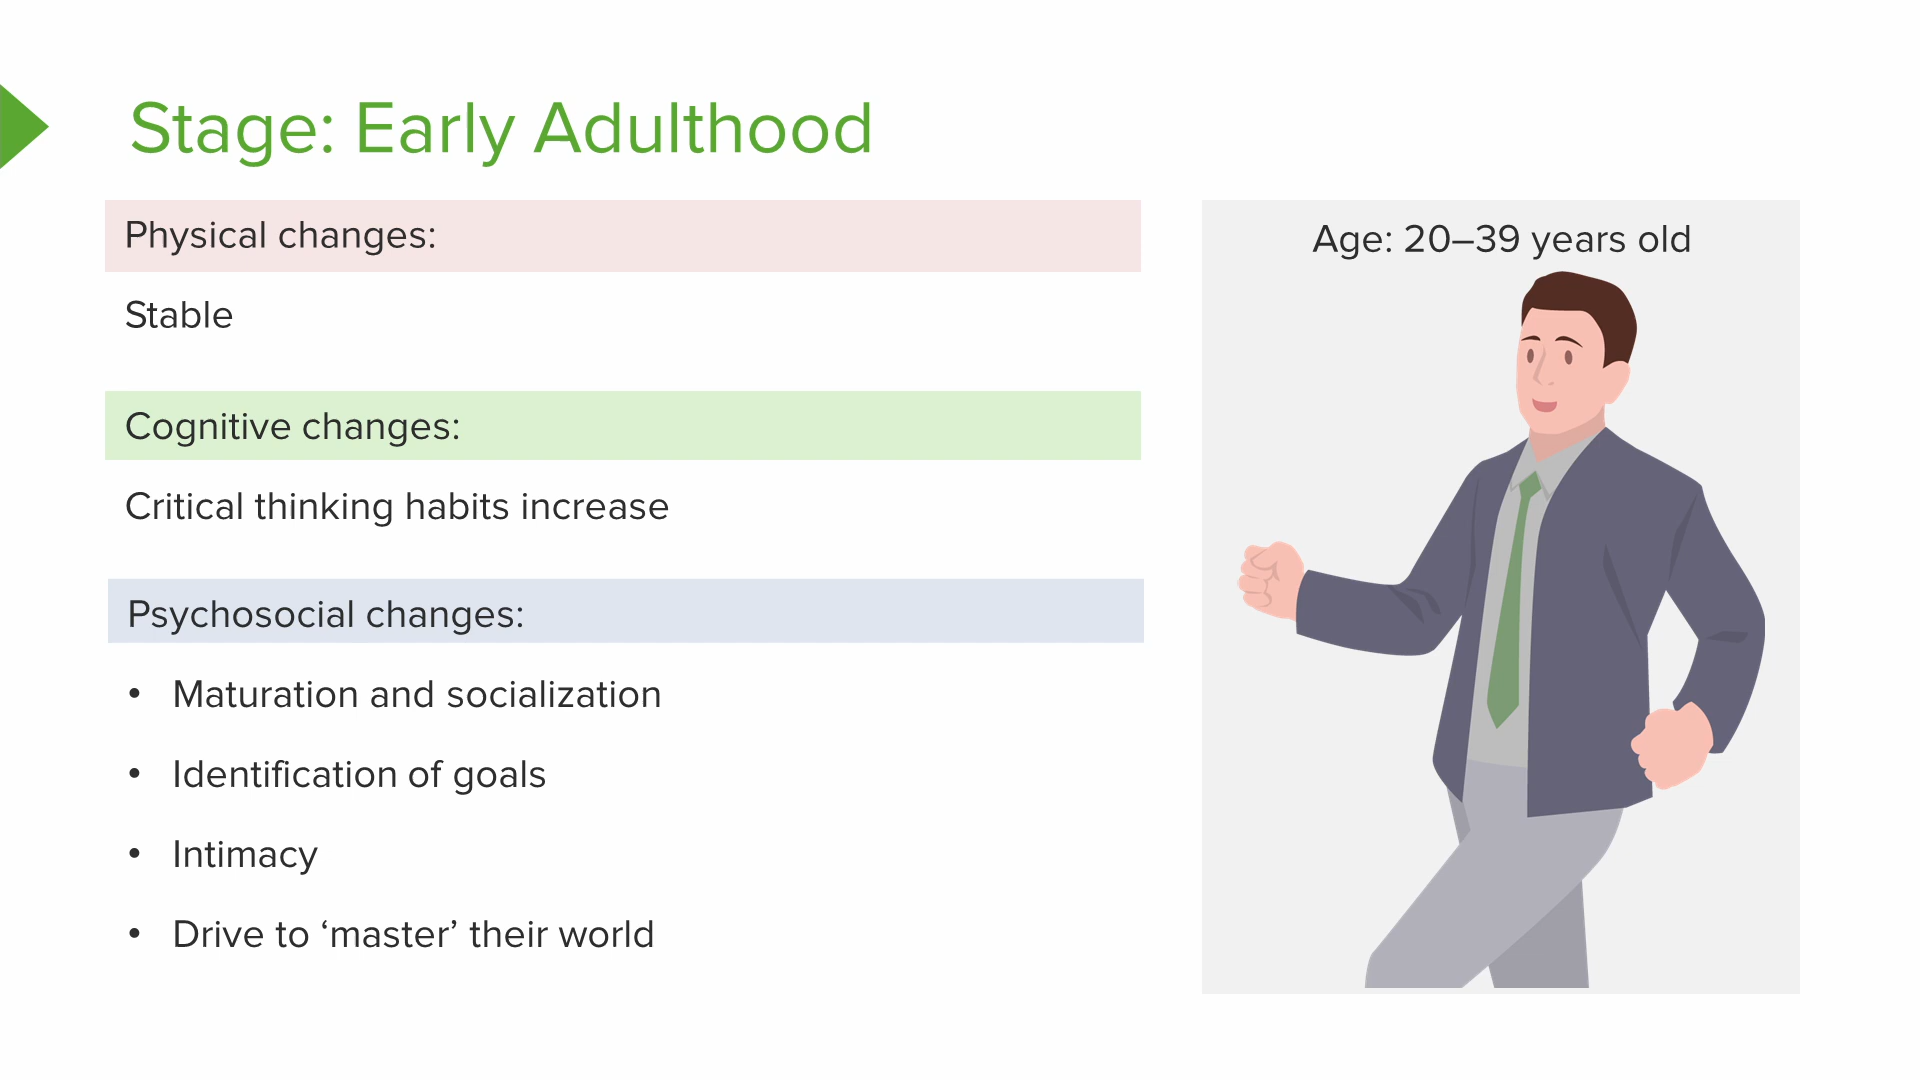 Stage: Early Adulthood
Physical changes:
Stable
Cognitive changes:
Critical thinking habits increase
Psychosocial changes:
• Maturation and socialization
• Identification of goals
• Intimacy
• Drive to ‘master’ their world
Age: 20–39 years old